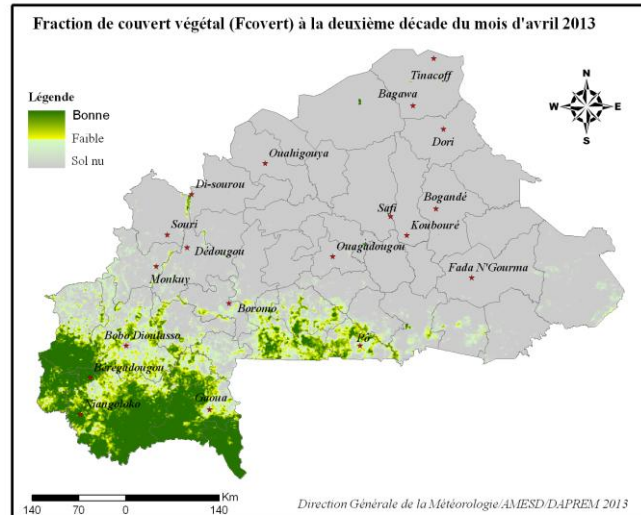 Fraction de couvert végétal (Fcovert) à la deuxième décade du mois d'avril 2013
Légende
Bonne
Faible
Sol nu
N
W
E
S
Tinacoff
Bagawa
Dori
Ouahigouya
Di-sourou
Bogandé
Safi
Souri
Koubouré
Dédougou
Ouagadougou
Monkuy
Fada N'Gourma
Boromo
Bobo Dioulasso
Pô
Bérégadougou
Niangoloko
Gaoua
Km
140 70 0 140
Direction Générale de la Météorologie/AMESD/DAPREM 2013